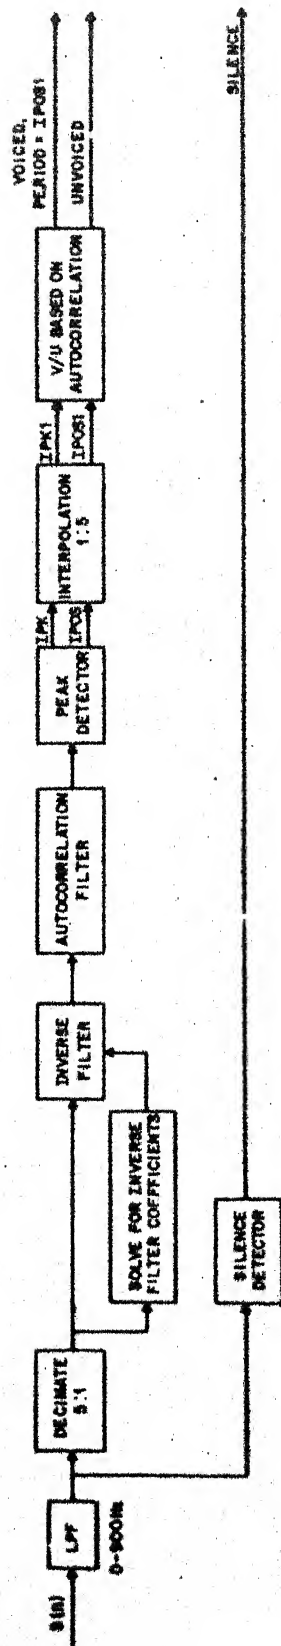 S(n)
LPF
0-900Hz
DECIMATE
5:1
SOLVE FOR INVERSE
FILTER COEFFICIENTS
INVERSE
FILTER
AUTOCORRELATION
FILTER
PEAK
DETECTOR
IPK
IPOS
INTERPOLATION
1:5
IPK1
IPOS1
V/U BASED ON
AUTOCORRELATION
VOICED,
PERIOD = IPOS1
UNVOICED
SILENCE
DETECTOR
SILENCE